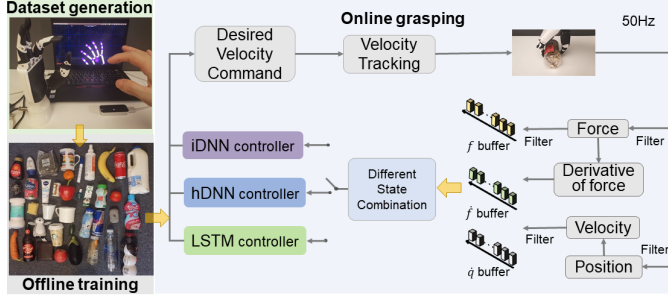 Dataset generation
Offline training
Online grasping
50Hz
Desired
Velocity
Command
Velocity
Tracking
iDNN controller
hDNN controller
LSTM controller
Different
State
Combination
f buffer
ḟ buffer
q̇ buffer
Filter
Force
Filter
Derivative
of force
Filter
Velocity
Position
Filter